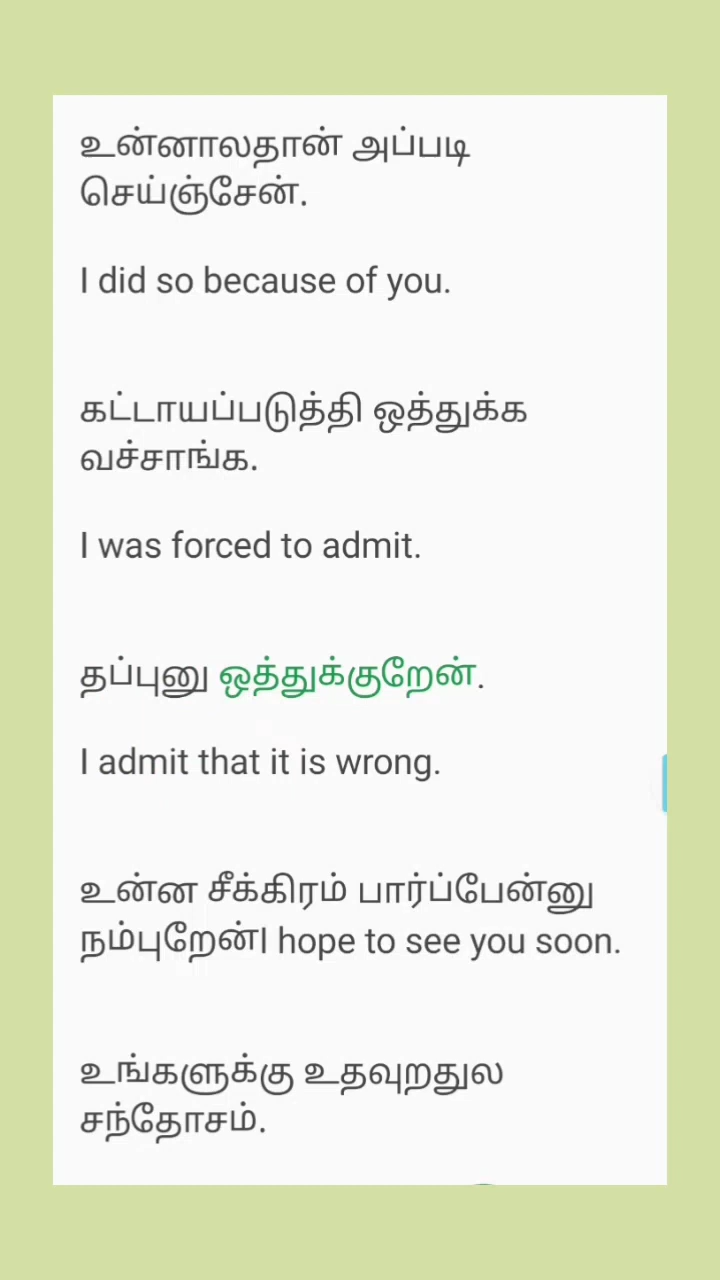 உன்னாலதான் அப்படி
செய்ஞ்சேன்.
I did so because of you.
கட்டாயப்படுத்தி ஒத்துக்க
வச்சாங்க.
I was forced to admit.
தப்புனு ஒத்துக்குறேன்.
I admit that it is wrong.
உன்ன சீக்கிரம் பார்ப்பேன்னு
நம்புறேன்I hope to see you soon.
உங்களுக்கு உதவுறதுல
சந்தோசம்.